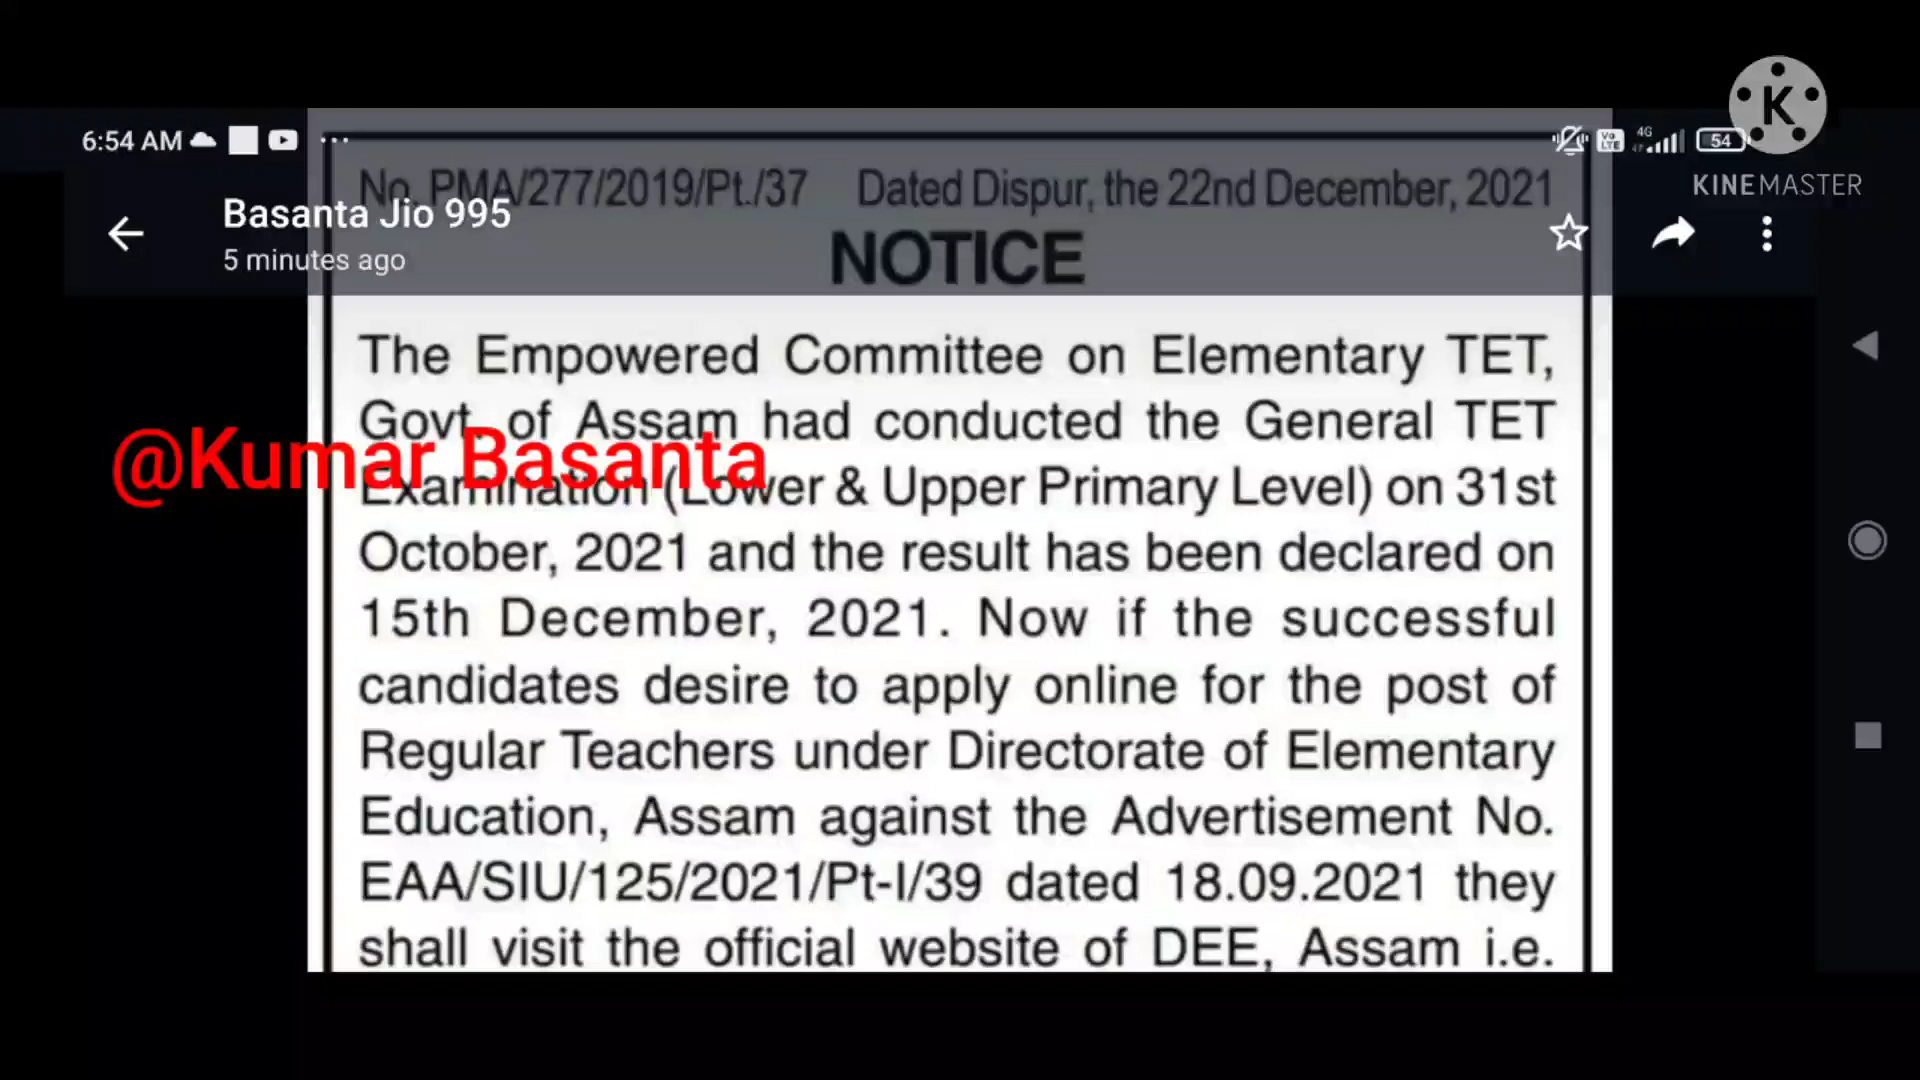 6:54 AM
4G
Vo LTE
54
K
KINEMASTER
Basanta Jio 995
5 minutes ago
No. PMA/277/2019/Pt./37 Dated Dispur, the 22nd December, 2021
NOTICE
The Empowered Committee on Elementary TET,
Govt. of Assam had conducted the General TET
@Kumar Basanta
Examination (Lower & Upper Primary Level) on 31st
October, 2021 and the result has been declared on
15th December, 2021. Now if the successful
candidates desire to apply online for the post of
Regular Teachers under Directorate of Elementary
Education, Assam against the Advertisement No.
EAA/SIU/125/2021/Pt-I/39 dated 18.09.2021 they
shall visit the official website of DEE, Assam i.e.